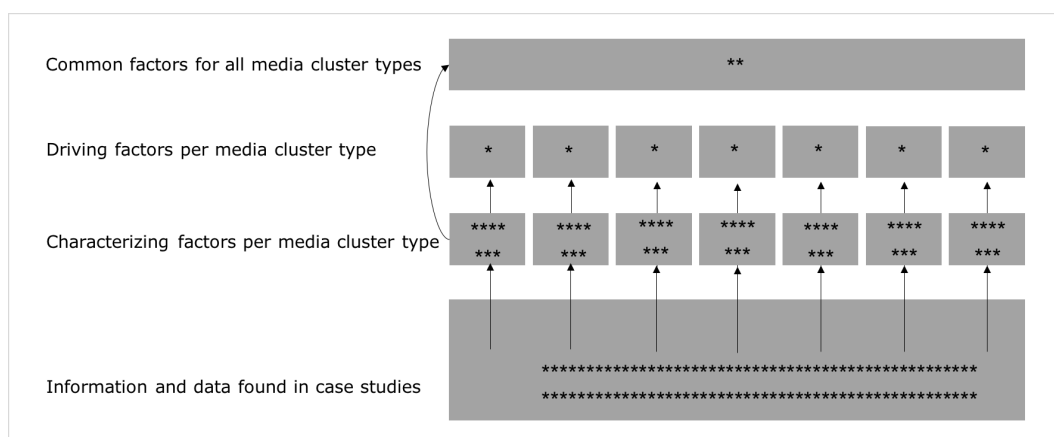 Common factors for all media cluster types
**
Driving factors per media cluster type
* * * * * * *
Characterizing factors per media cluster type
**** **** **** **** **** **** ****
*** *** *** *** *** *** ***
Information and data found in case studies
*************************************************
*************************************************